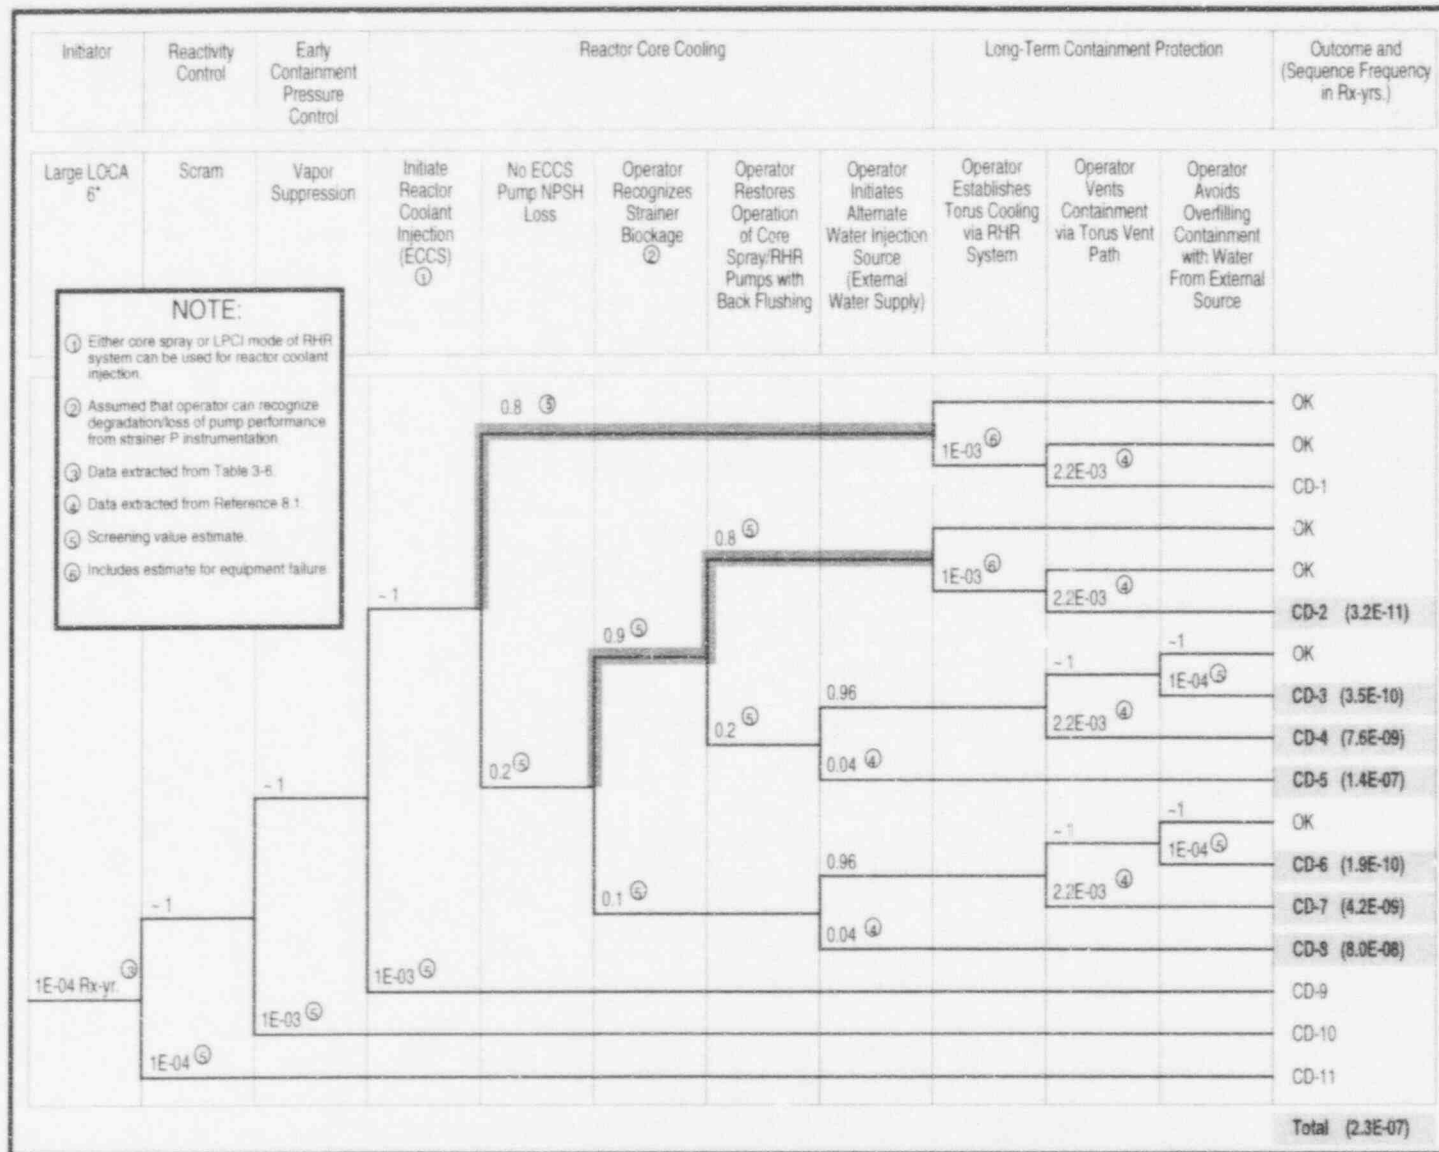 Initiator
Reactivity
Control
Early
Containment
Pressure
Control
Reactor Core Cooling
Long-Term Containment Protection
Outcome and
(Sequence Frequency
in Rx-yrs.)
Large LOCA
6"
Scram
Vapor
Suppression
Initiate
Reactor
Coolant
Injection
(ECCS)
①
No ECCS
Pump NPSH
Loss
Operator
Recognizes
Strainer
Blockage
②
Operator
Restores
Operation
of Core
Spray/RHR
Pumps with
Back Flushing
Operator
Initiates
Alternate
Water Injection
Source
(External
Water Supply)
Operator
Establishes
Torus Cooling
via RHR
System
Operator
Vents
Containment
via Torus Vent
Path
Operator
Avoids
Overfilling
Containment
with Water
From External
Source
NOTE:
① Either core spray or LPCI mode of RHR
system can be used for reactor coolant
injection.
② Assumed that operator can recognize
degradation/loss of pump performance
from strainer P instrumentation.
③ Data extracted from Table 3-6.
④ Data extracted from Reference 8.1.
⑤ Screening value estimate.
⑥ Includes estimate for equipment failure.
0.8 ⑤
OK
1E-03 ⑥
OK
2.2E-03 ④
CD-1
0.8 ⑤
OK
1E-03 ⑥
OK
2.2E-03 ④
CD-2 (3.2E-11)
~ 1
0.9 ⑤
~1
~1
OK
1E-04 ⑤
0.96
CD-3 (3.5E-10)
0.2 ⑤
2.2E-03 ④
CD-4 (7.6E-09)
0.2 ⑤
0.04 ④
CD-5 (1.4E-07)
~ 1
~ 1
~1
OK
1E-04 ⑤
0.96
CD-6 (1.9E-10)
0.1 ⑤
2.2E-03 ④
CD-7 (4.2E-09)
~ 1
0.04 ④
CD-8 (8.0E-08)
1E-04 Rx-yr. ③
1E-03 ⑤
CD-9
1E-03 ⑤
CD-10
1E-04 ⑤
CD-11
Total (2.3E-07)